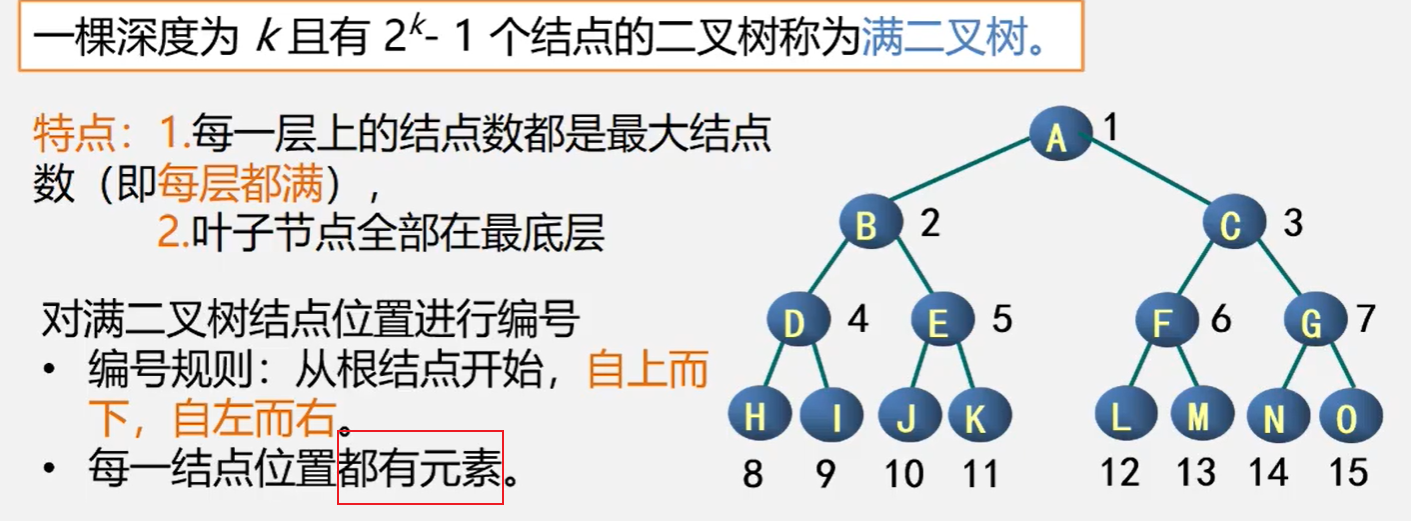 一棵深度为 k 且有 2ᵏ- 1 个结点的二叉树称为满二叉树。
特点：1.每一层上的结点数都是最大结点
数（即每层都满），
2.叶子节点全部在最底层
对满二叉树结点位置进行编号
• 编号规则：从根结点开始，自上而
下，自左而右。
• 每一结点位置都有元素。
A 1
B 2 C 3
D 4 E 5 F 6 G 7
H I J K L M N O
8 9 10 11 12 13 14 15